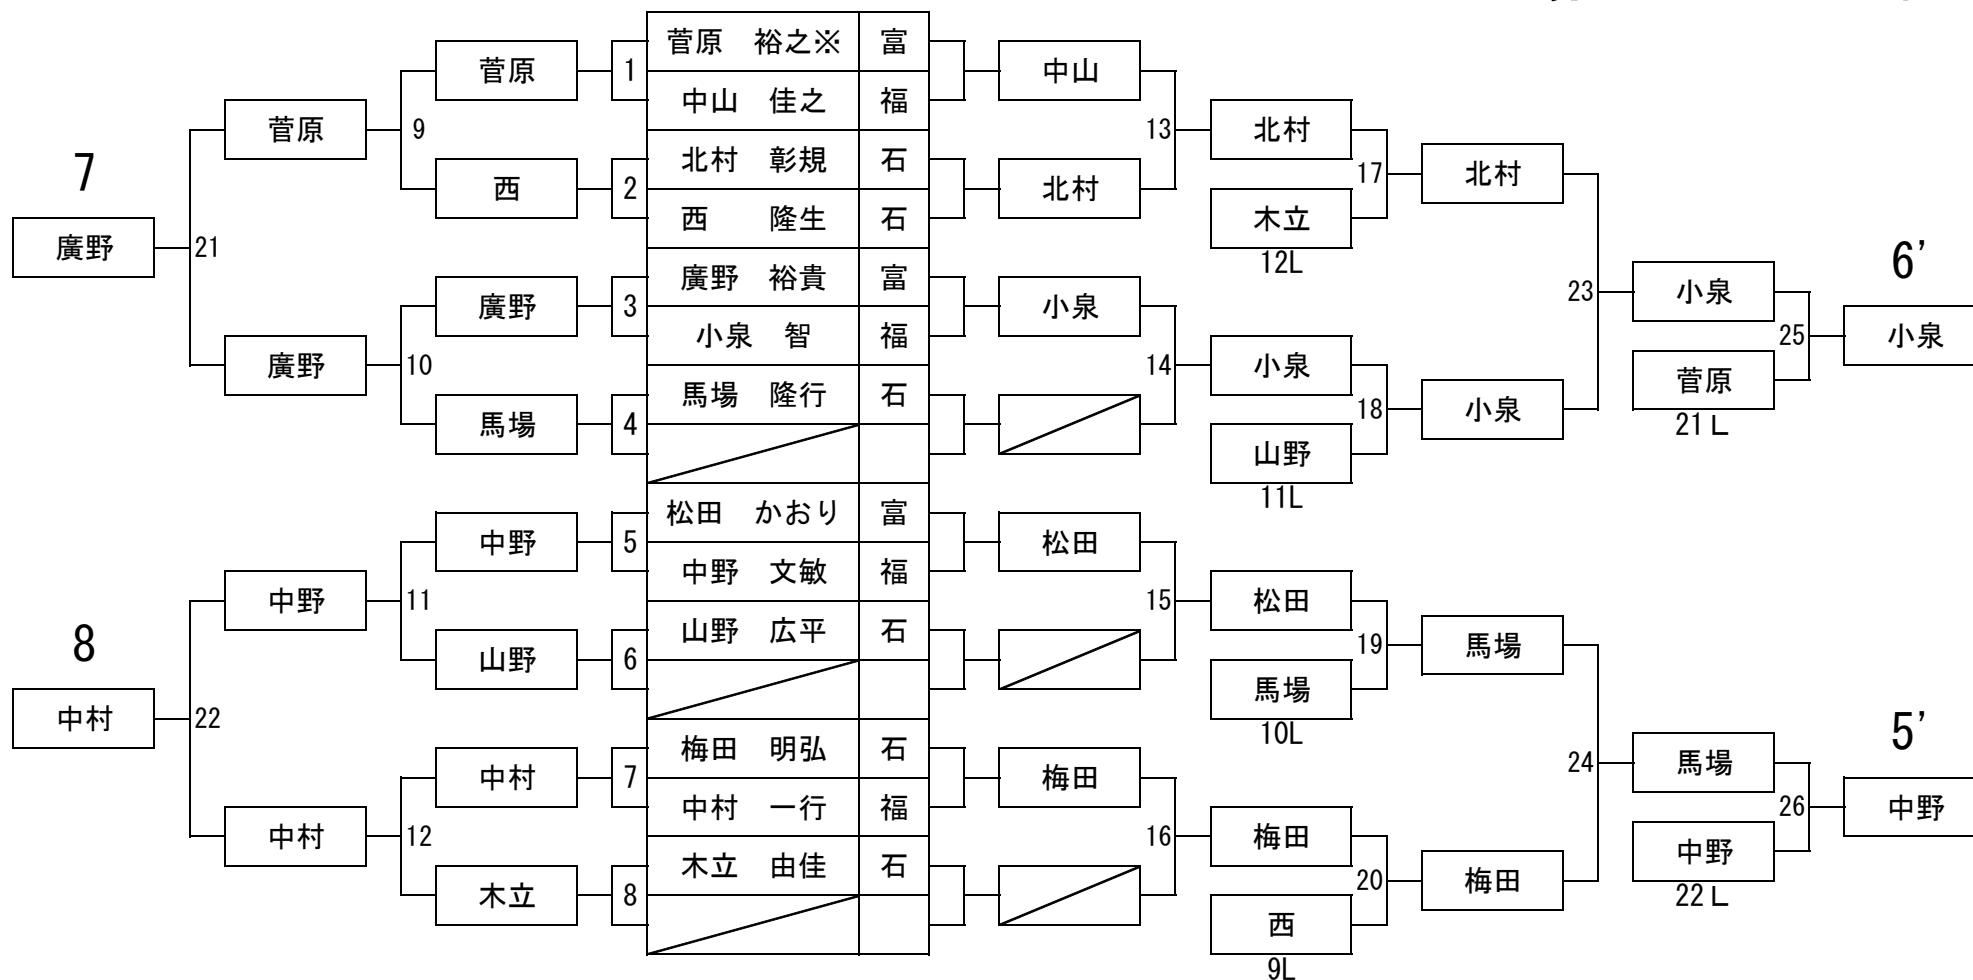 菅原 裕之※ 富
菅原 1 中山
中山 佳之 福
菅原 9 13 北村
北村 彰規 石
7 西 2 北村 17 北村
西 隆生 石 木立
廣野 21 12L 6’
廣野 裕貴 富 23 小泉
廣野 3 小泉
小泉 智 福 25 小泉
廣野 10 14 小泉
馬場 隆行 石 菅原
馬場 4 18 小泉 21L
山野
11L
松田 かおり 富
中野 5 松田
中野 文敏 福
中野 11 15 松田
山野 広平 石
8 山野 6 19 馬場
馬場
中村 22 10L 5’
梅田 明弘 石 24 馬場
中村 7 梅田
中村 一行 福 26 中野
中村 12 16 梅田
木立 由佳 石 中野
木立 8 20 梅田 22L
西
9L